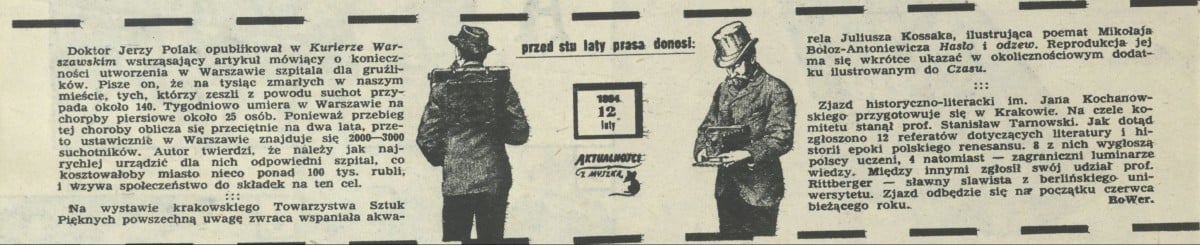 Doktor Jerzy Polak opublikował w Kurierze War-
szawskim wstrząsający artykuł mówiący o koniecz-
ności utworzenia w Warszawie szpitala dla gruźli-
ków. Pisze on, że na tysiąc zmarłych w naszym
mieście, tych, którzy zeszli z powodu suchot przy-
pada około 140. Tygodniowo umiera w Warszawie na
choroby piersiowe około 25 osób. Ponieważ przebieg
tej choroby oblicza się przeciętnie na dwa lata, prze-
to ustawicznie w Warszawie znajduje się 2000—3000
suchotników. Autor twierdzi, że należy jak naj-
rychlej urządzić dla nich odpowiedni szpital, co
kosztowałoby miasto nieco ponad 100 tys. rubli,
i wzywa społeczeństwo do składek na ten cel.
:::
Na wystawie krakowskiego Towarzystwa Sztuk
Pięknych powszechną uwagę zwraca wspaniała akwa-
przed stu laty prasa donosi:
12
luty
AKTUALNOŚCI
Z MYSZKĄ
rela Juliusza Kossaka, ilustrująca poemat Mikołaja
Bołoz-Antoniewicza Hasło i odzew. Reprodukcja jej
ma się wkrótce ukazać w okolicznościowym dodat-
ku ilustrowanym do Czasu.
:::
Zjazd historyczno-literacki im. Jana Kochanow-
skiego przygotowuje się w Krakowie. Na czele ko-
mitetu stanął prof. Stanisław Tarnowski. Jak dotąd
zgłoszono 12 referatów dotyczących literatury i hi-
storii epoki polskiego renesansu. 8 z nich wygłoszą
polscy uczeni, 4 natomiast — zagraniczni luminarze
wiedzy. Między innymi zgłosił swój udział prof.
Rittberger — sławny slawista z berlińskiego uni-
wersytetu. Zjazd odbędzie się na początku czerwca
bieżącego roku. BoWer.